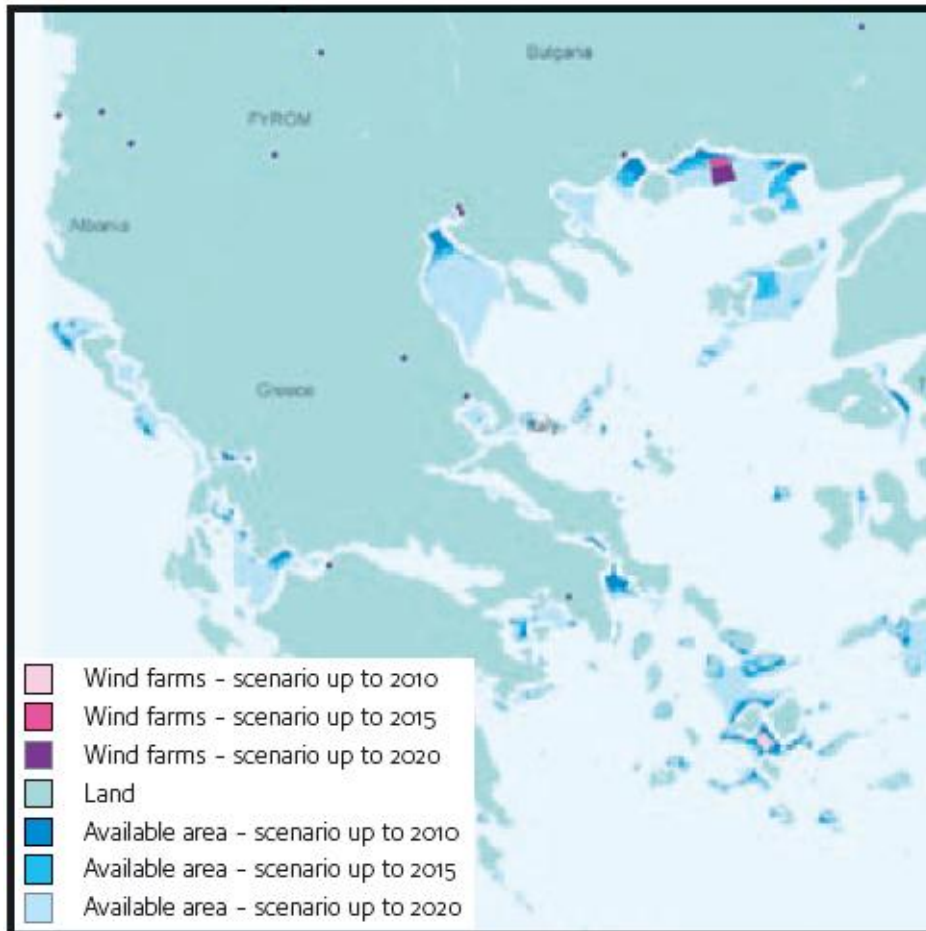 Bulgaria
FYROM
Albania
Greece
Italy
T
Wind farms – scenario up to 2010
Wind farms – scenario up to 2015
Wind farms – scenario up to 2020
Land
Available area – scenario up to 2010
Available area – scenario up to 2015
Available area – scenario up to 2020